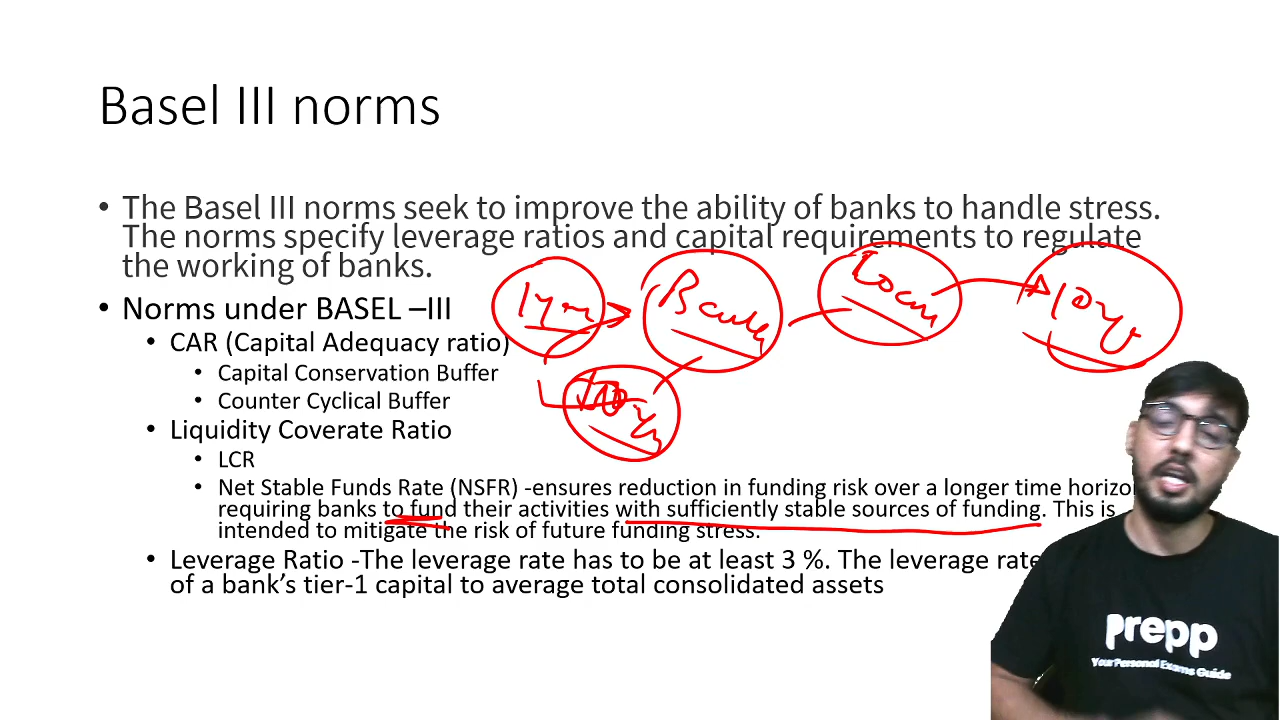 Basel III norms
• The Basel III norms seek to improve the ability of banks to handle stress.
The norms specify leverage ratios and capital requirements to regulate
the working of banks.
• Norms under BASEL –III
• CAR (Capital Adequacy ratio)
• Capital Conservation Buffer
• Counter Cyclical Buffer
• Liquidity Coverate Ratio
• LCR
• Net Stable Funds Rate (NSFR) -ensures reduction in funding risk over a longer time horizo
requiring banks to fund their activities with sufficiently stable sources of funding. This is
intended to mitigate the risk of future funding stress.
• Leverage Ratio -The leverage rate has to be at least 3 %. The leverage rate
of a bank's tier-1 capital to average total consolidated assets
Bank
Loan
prepp
Your Personal Exams Guide